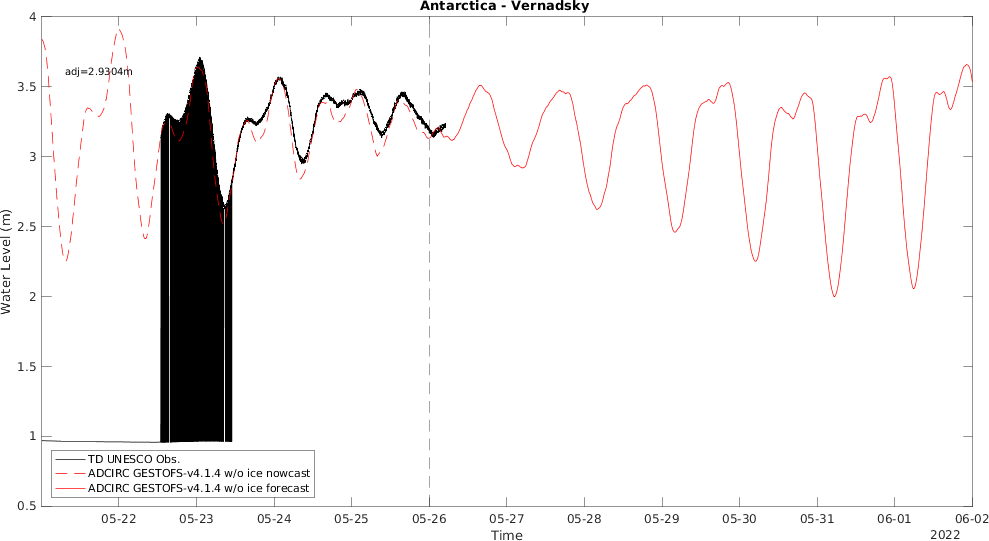 Antarctica - Vernadsky
4
3.5
3
2.5
2
1.5
1
0.5
Water Level (m)
adj=2.9304m
TD UNESCO Obs.
ADCIRC GESTOFS-v4.1.4 w/o ice nowcast
ADCIRC GESTOFS-v4.1.4 w/o ice forecast
05-22 05-23 05-24 05-25 05-26 05-27 05-28 05-29 05-30 05-31 06-01 06-02
Time
2022